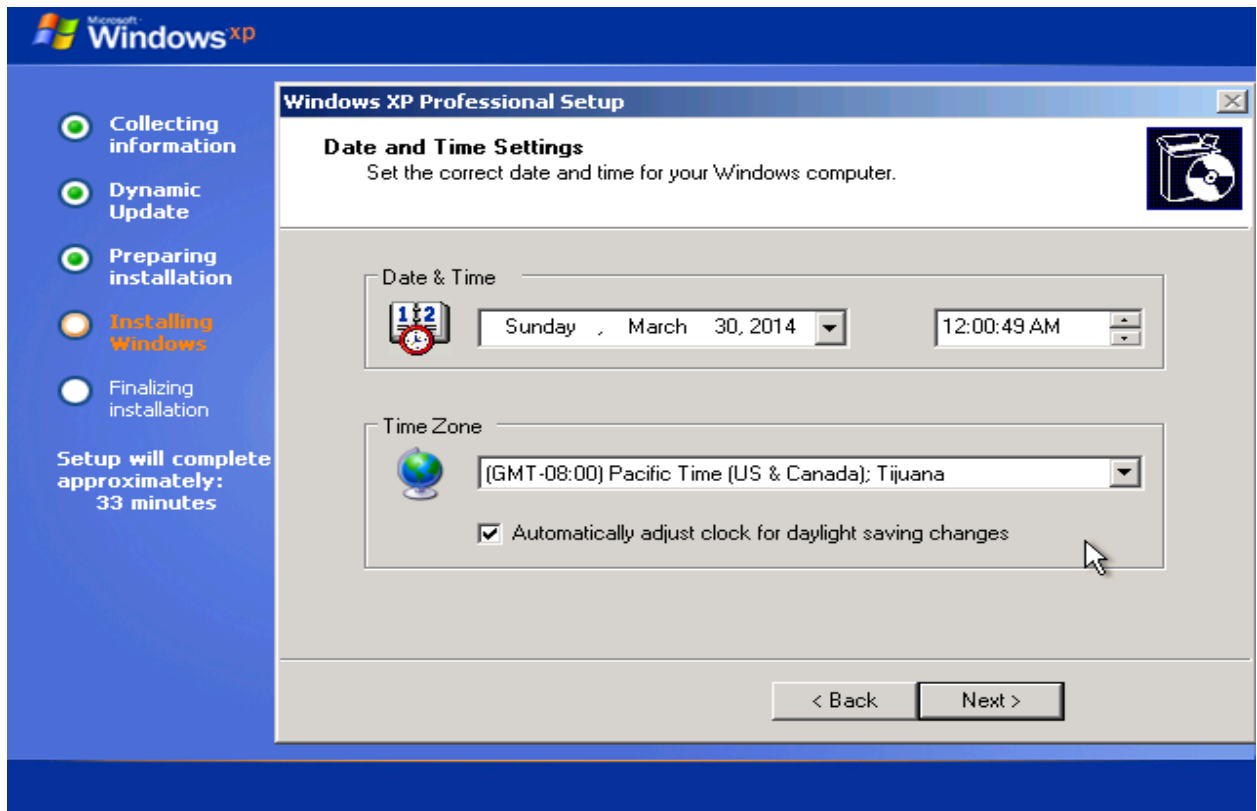 Microsoft
Windows xp
Collecting
information
Dynamic
Update
Preparing
installation
Installing
Windows
Finalizing
installation
Setup will complete
approximately:
33 minutes
Windows XP Professional Setup
Date and Time Settings
Set the correct date and time for your Windows computer.
Date & Time
1 2
Sunday , March 30, 2014
12:00:49 AM
Time Zone
(GMT-08:00) Pacific Time (US & Canada); Tijuana
Automatically adjust clock for daylight saving changes
< Back
Next >